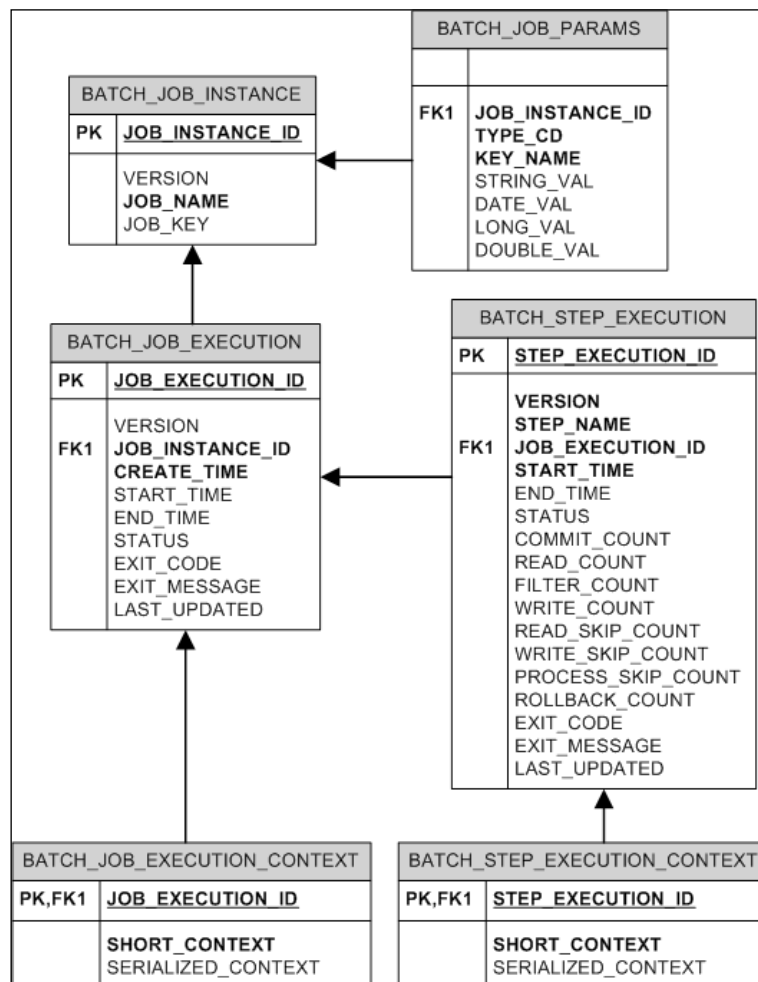 BATCH_JOB_PARAMS
FK1 JOB_INSTANCE_ID
TYPE_CD
KEY_NAME
STRING_VAL
DATE_VAL
LONG_VAL
DOUBLE_VAL
BATCH_JOB_INSTANCE
PK JOB_INSTANCE_ID
VERSION
JOB_NAME
JOB_KEY
BATCH_JOB_EXECUTION
PK JOB_EXECUTION_ID
VERSION
FK1 JOB_INSTANCE_ID
CREATE_TIME
START_TIME
END_TIME
STATUS
EXIT_CODE
EXIT_MESSAGE
LAST_UPDATED
BATCH_STEP_EXECUTION
PK STEP_EXECUTION_ID
VERSION
STEP_NAME
FK1 JOB_EXECUTION_ID
START_TIME
END_TIME
STATUS
COMMIT_COUNT
READ_COUNT
FILTER_COUNT
WRITE_COUNT
READ_SKIP_COUNT
WRITE_SKIP_COUNT
PROCESS_SKIP_COUNT
ROLLBACK_COUNT
EXIT_CODE
EXIT_MESSAGE
LAST_UPDATED
BATCH_JOB_EXECUTION_CONTEXT
PK,FK1 JOB_EXECUTION_ID
SHORT_CONTEXT
SERIALIZED_CONTEXT
BATCH_STEP_EXECUTION_CONTEXT
PK,FK1 STEP_EXECUTION_ID
SHORT_CONTEXT
SERIALIZED_CONTEXT